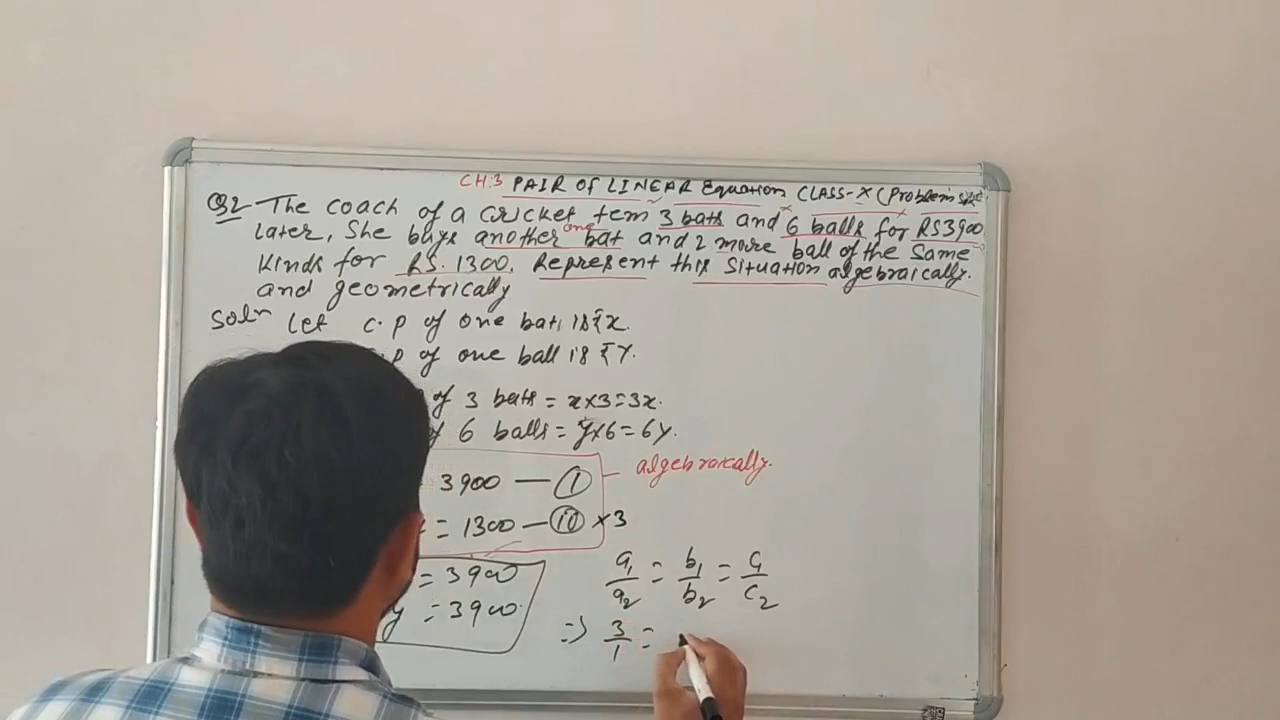 CH:3 PAIR OF LINEAR Equation CLASS-X (Problem
Q2 The coach of a cricket tem 3 bats and 6 balls for RS3900
later, She buys another one bat and 2 more ball of the Same
Kinds for RS. 1300. Represent this Situation algebraically.
and geometrically
Soln Let C.P of one bat is ₹x.
.P of one ball is ₹Y.
of 3 bats = x×3=3x.
6 balls = y×6=6y.
algebraically.
3900 — ①
= 1300 — ⑪ ×3
= 3900
y = 3900
a₁/a₂ = b₁/b₂ = c₁/c₂
=> 3/1 =